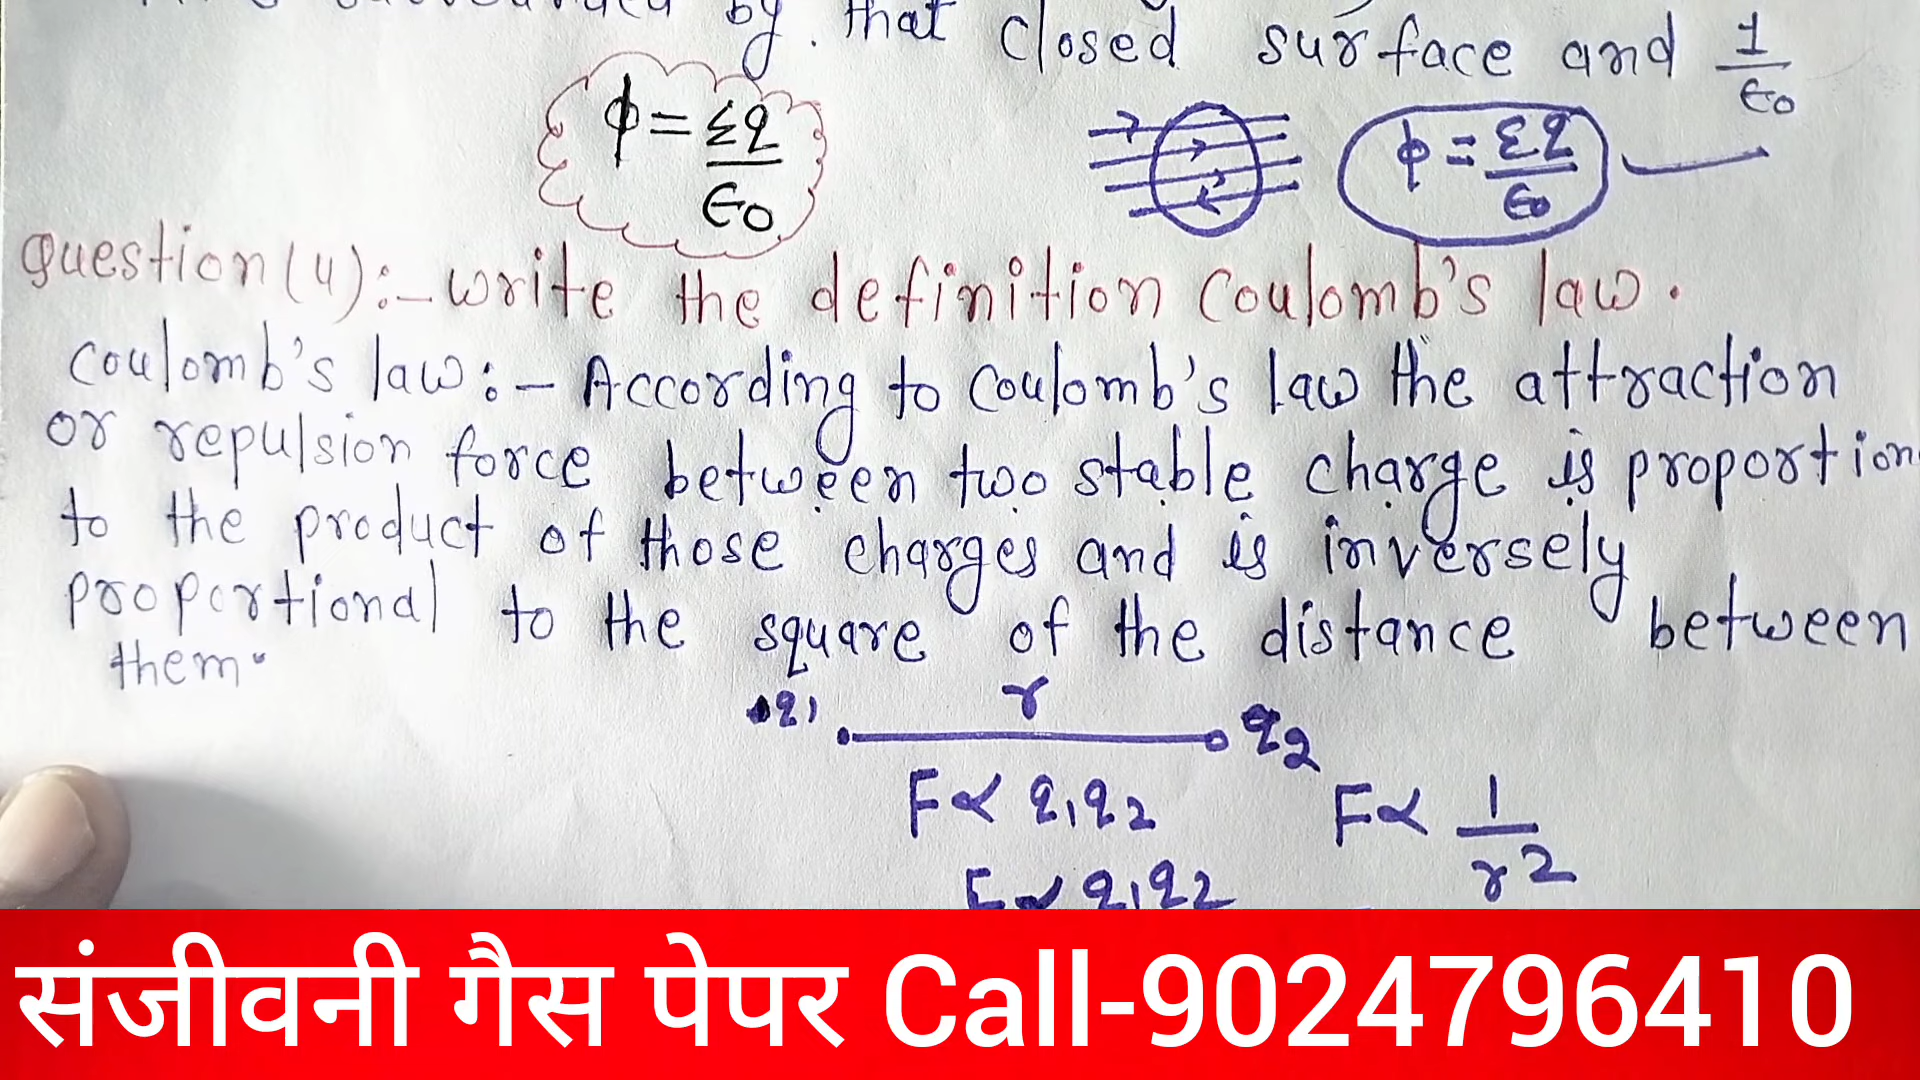 by that closed surface and 1/ϵ0
ϕ = Σq/ϵ0
ϕ = Σq/ϵ0
Question (4):- write the definition Coulomb's law.
Coulomb's law:- According to Coulomb's law the attraction
or repulsion force between two stable charge is proportion
to the product of those charges and is inversely
proportional to the square of the distance between
them.
r
q1 q2
F ∝ q1q2 F ∝ 1/r2
F ∝ q1q2
संजीवनी गैस पेपर Call-9024796410